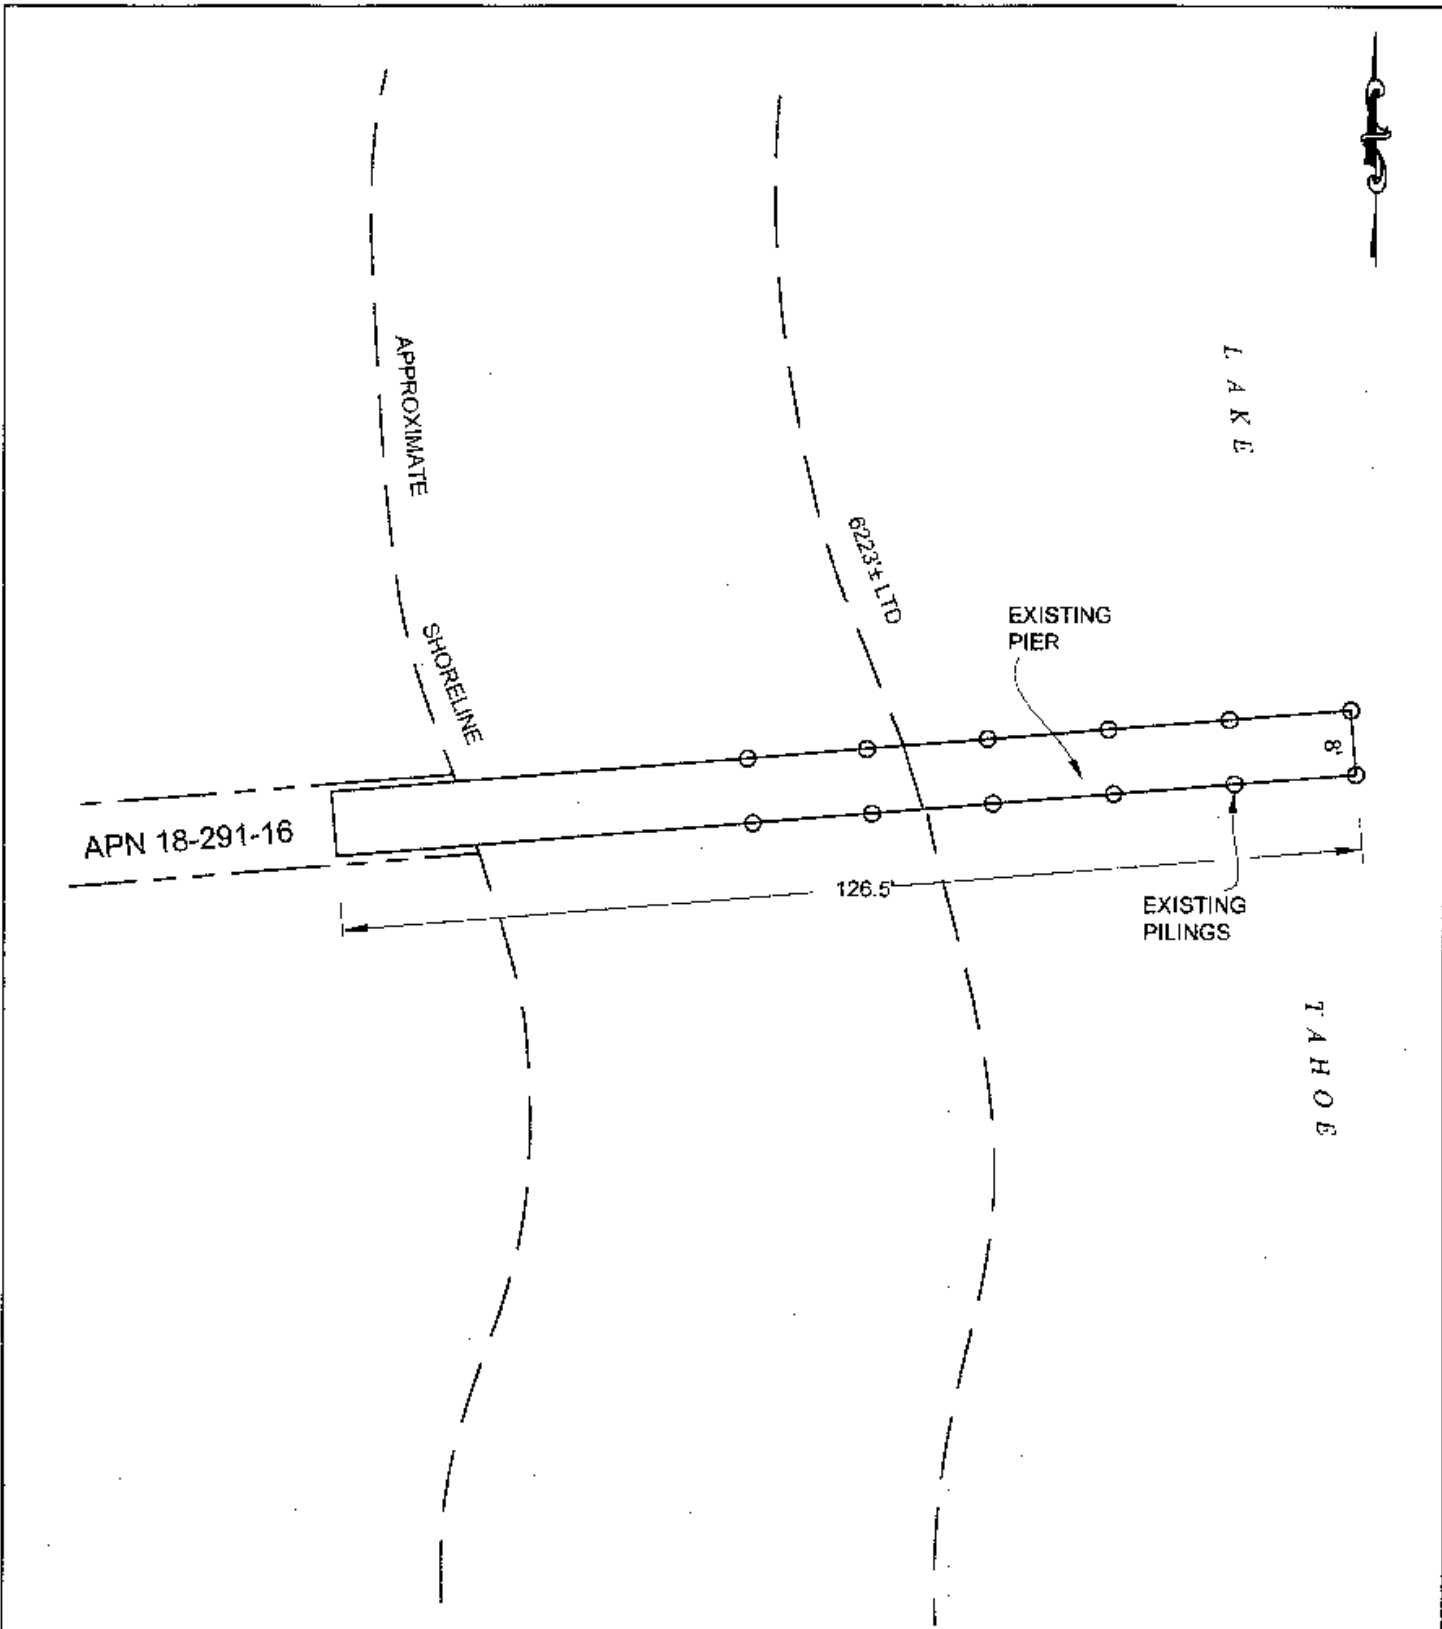 LAKE
APPROXIMATE
6223'± LTD
EXISTING
PIER
SHORELINE
8'
APN 18-291-16
126.5'
EXISTING
PILINGS
TAHOE